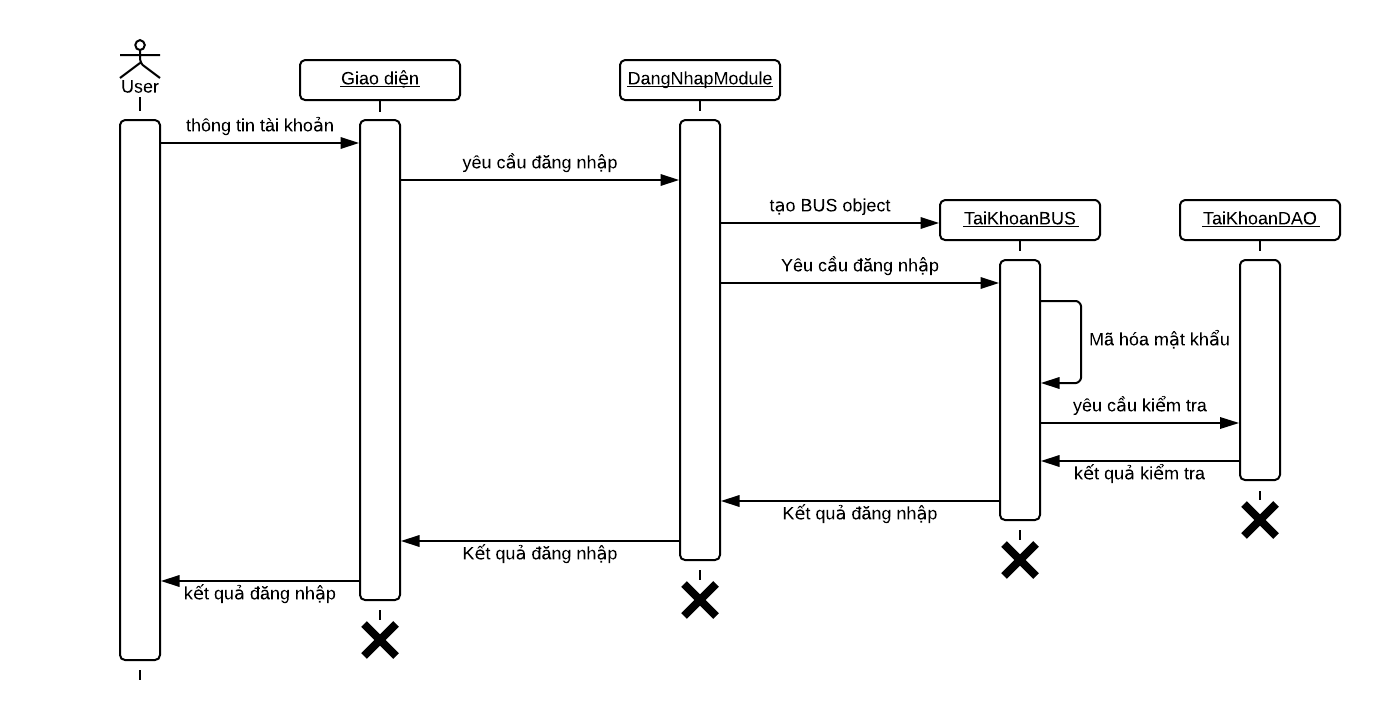 User
Giao diện
DangNhapModule
thông tin tài khoản
yêu cầu đăng nhập
tạo BUS object
TaiKhoanBUS
TaiKhoanDAO
Yêu cầu đăng nhập
Mã hóa mật khẩu
yêu cầu kiểm tra
kết quả kiểm tra
Kết quả đăng nhập
Kết quả đăng nhập
kết quả đăng nhập